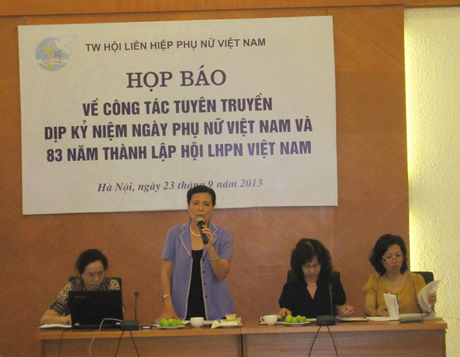 TW HỘI LIÊN HIỆP PHỤ NỮ VIỆT NAM
HỌP BÁO
VỀ CÔNG TÁC TUYÊN TRUYỀN
DỊP KỶ NIỆM NGÀY PHỤ NỮ VIỆT NAM VÀ
83 NĂM THÀNH LẬP HỘI LHPN VIỆT NAM
Hà Nội, ngày 23 tháng 9 năm 2013